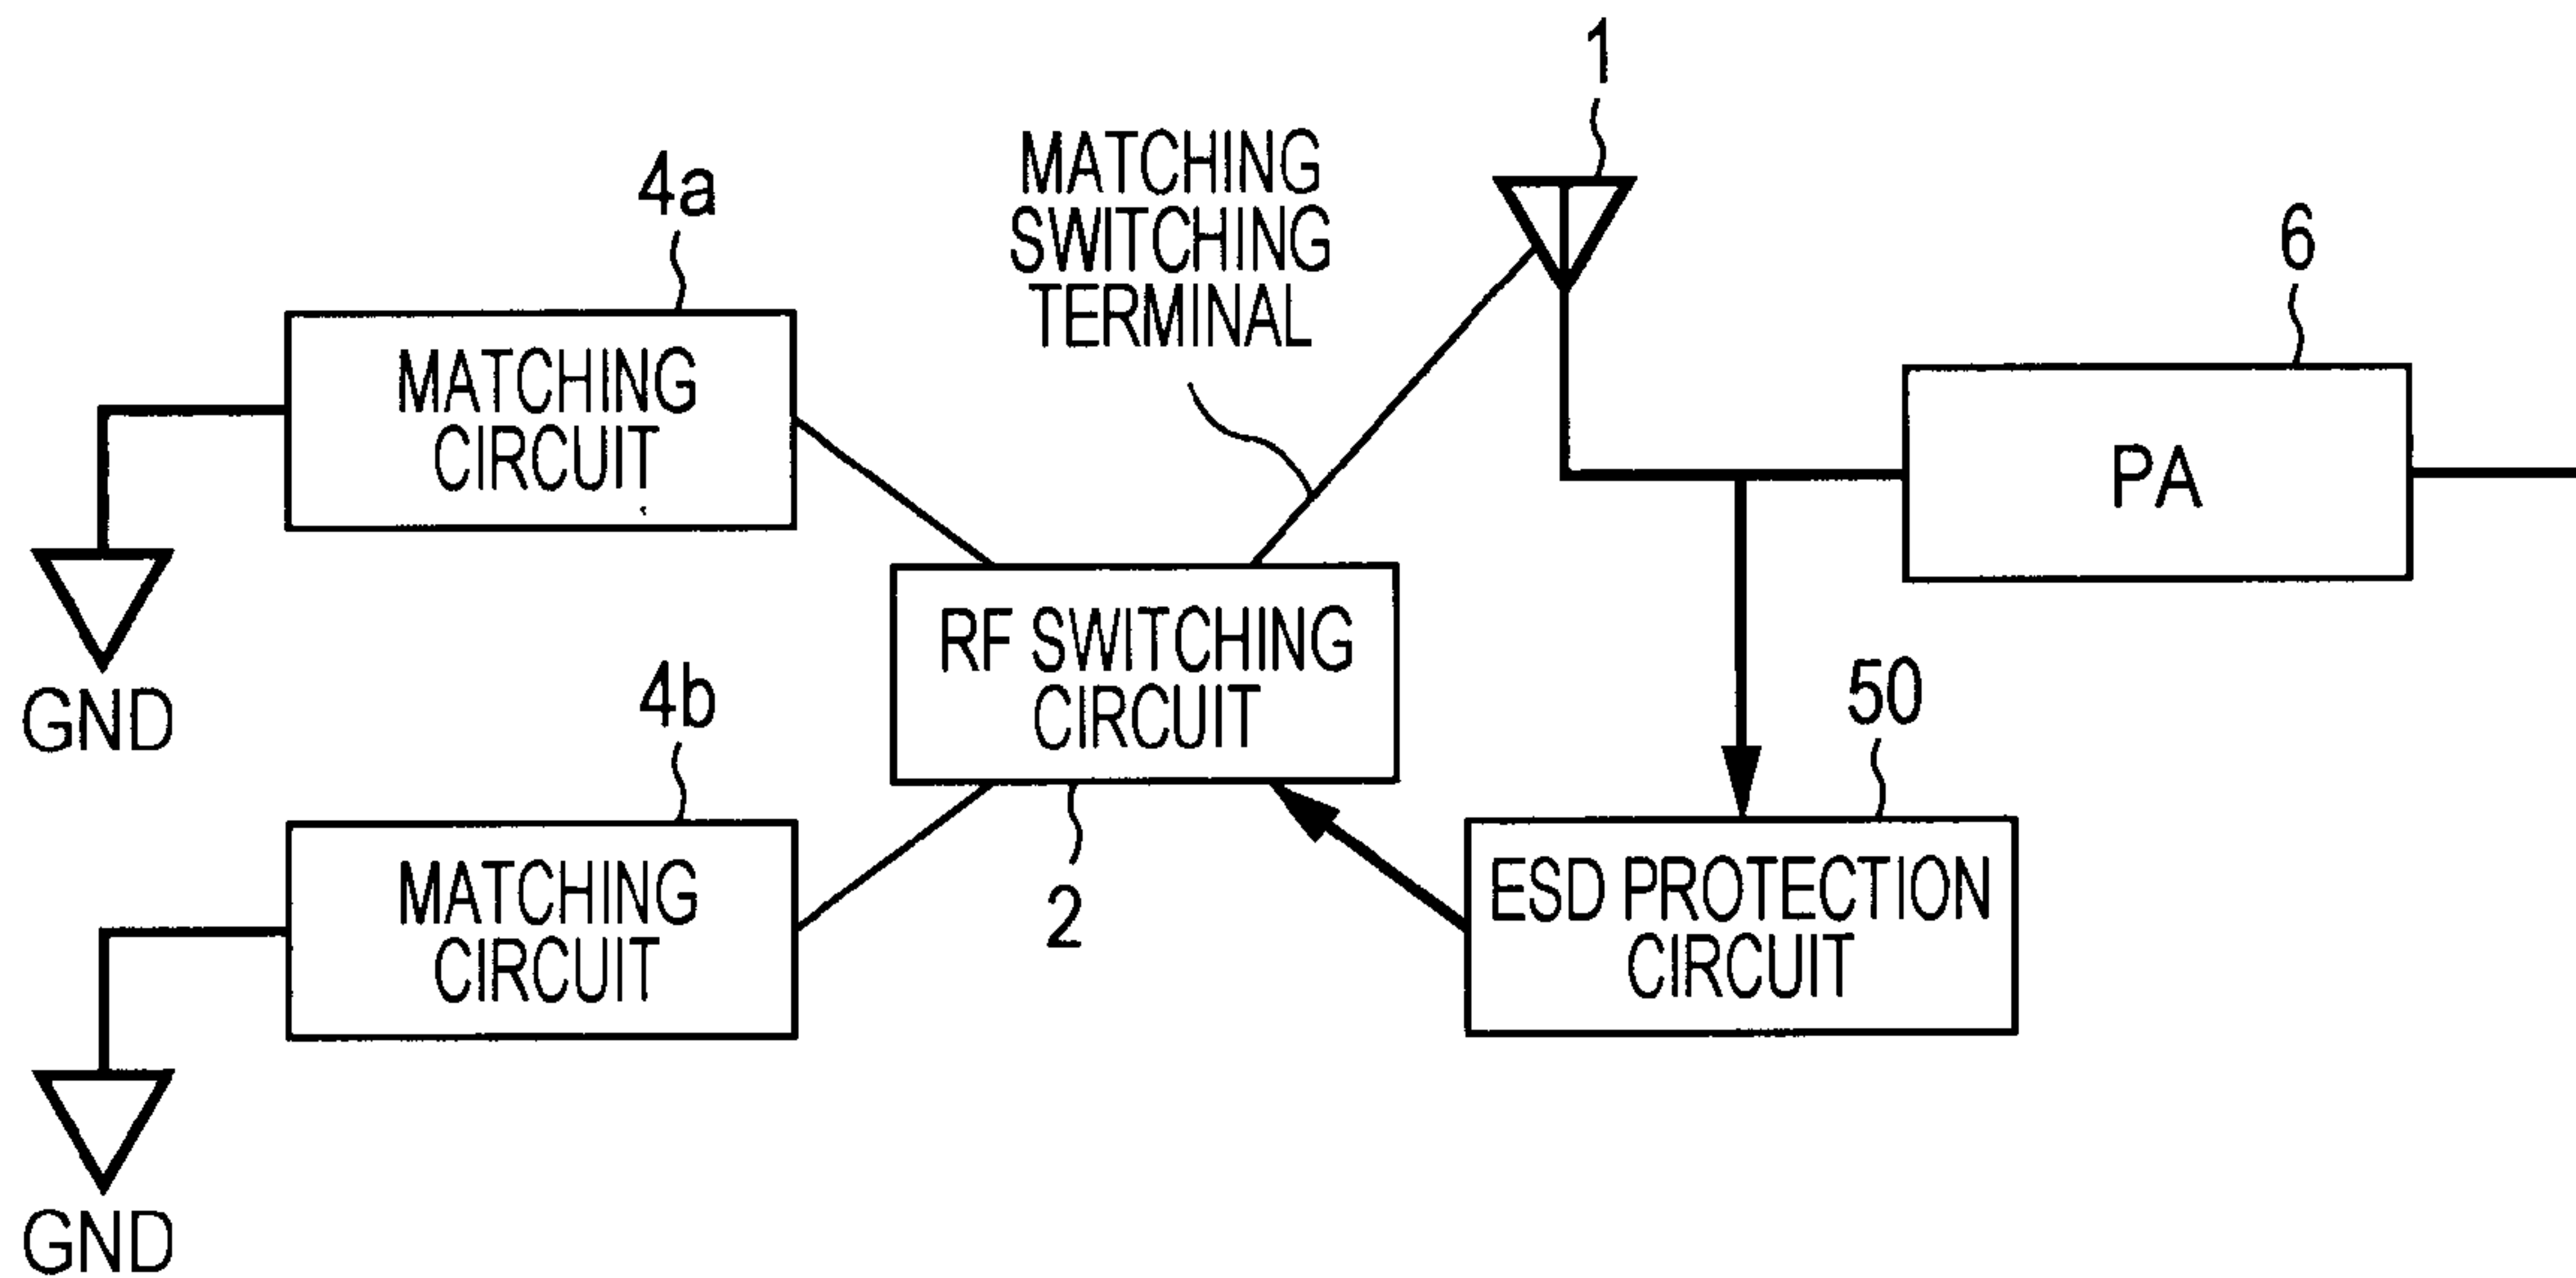 1
MATCHING
SWITCHING
TERMINAL
4a
6
MATCHING
CIRCUIT
PA
RF SWITCHING
CIRCUIT
GND
4b
50
2
MATCHING
CIRCUIT
ESD PROTECTION
CIRCUIT
GND